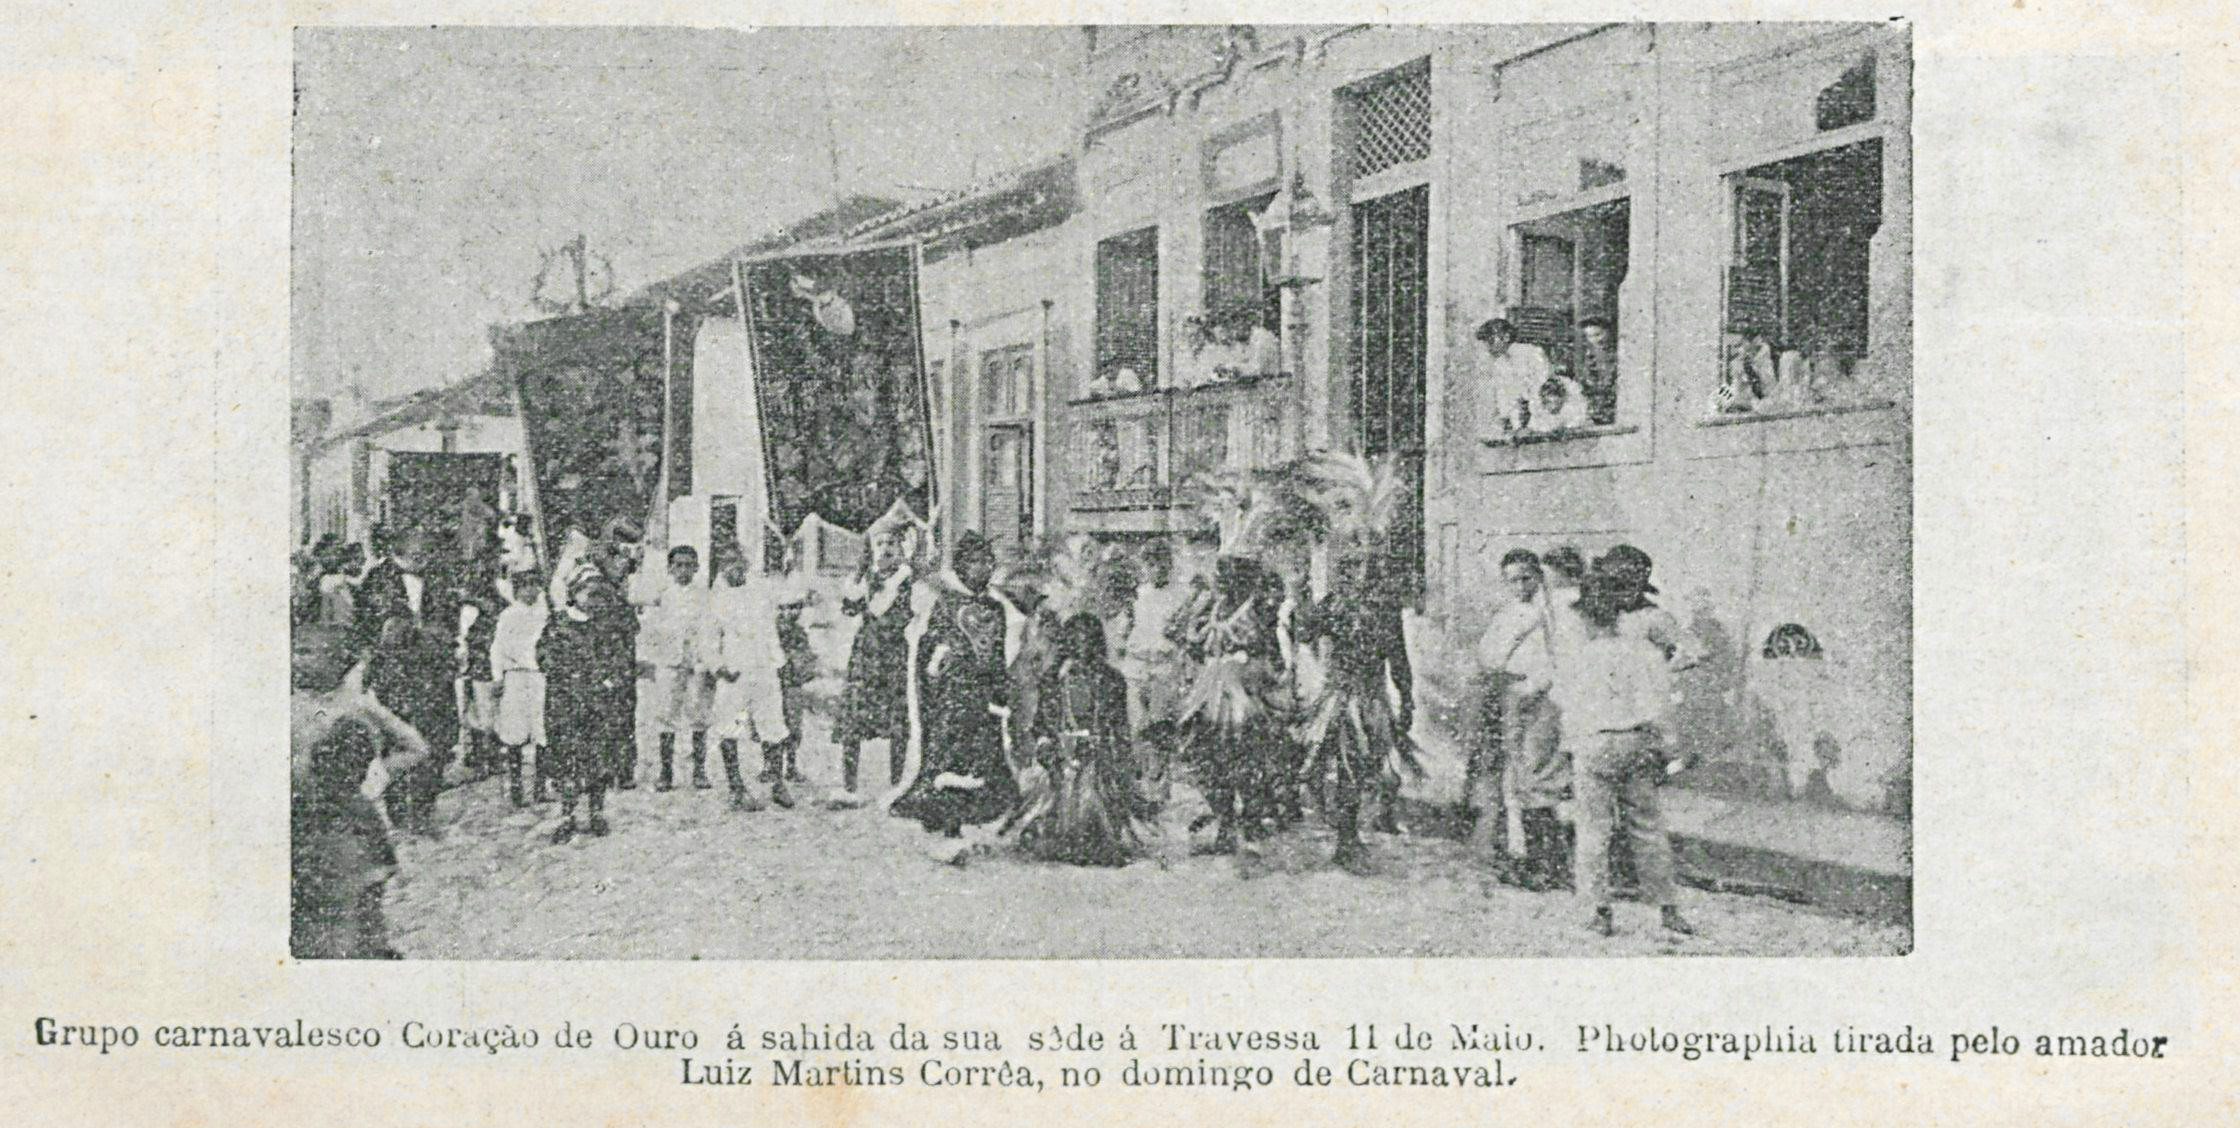 Grupo carnavalesco Coração de Ouro á sahida da sua séde á Travessa 11 de Maio. Photographia tirada pelo amador
Luiz Martins Corrêa, no domingo de Carnaval.